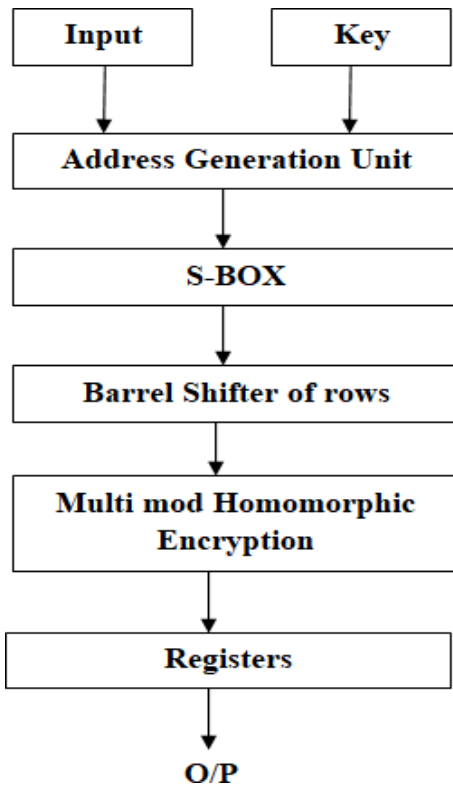 Input
Key
Address Generation Unit
S-BOX
Barrel Shifter of rows
Multi mod Homomorphic
Encryption
Registers
O/P